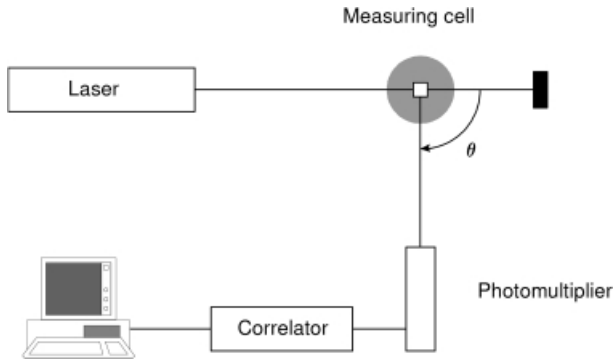 Measuring cell
Laser
θ
Photomultiplier
Correlator